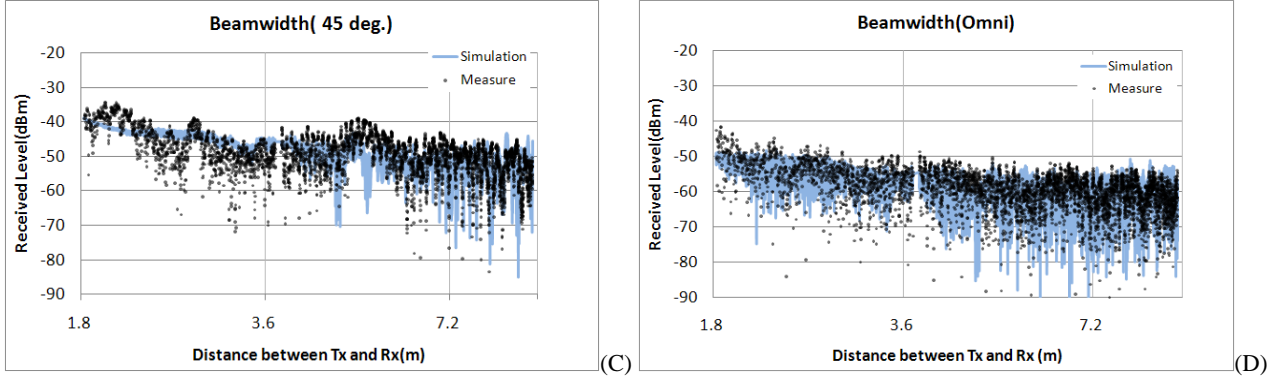 Beamwidth( 45 deg.)
Simulation
Measure
Received Level(dBm)
-20
-30
-40
-50
-60
-70
-80
-90
1.8
3.6
7.2
Distance between Tx and Rx(m)
(C)
Beamwidth(Omni)
Simulation
Measure
Received Level(dBm)
-20
-30
-40
-50
-60
-70
-80
-90
1.8
3.6
7.2
Distance between Tx and Rx (m)
(D)